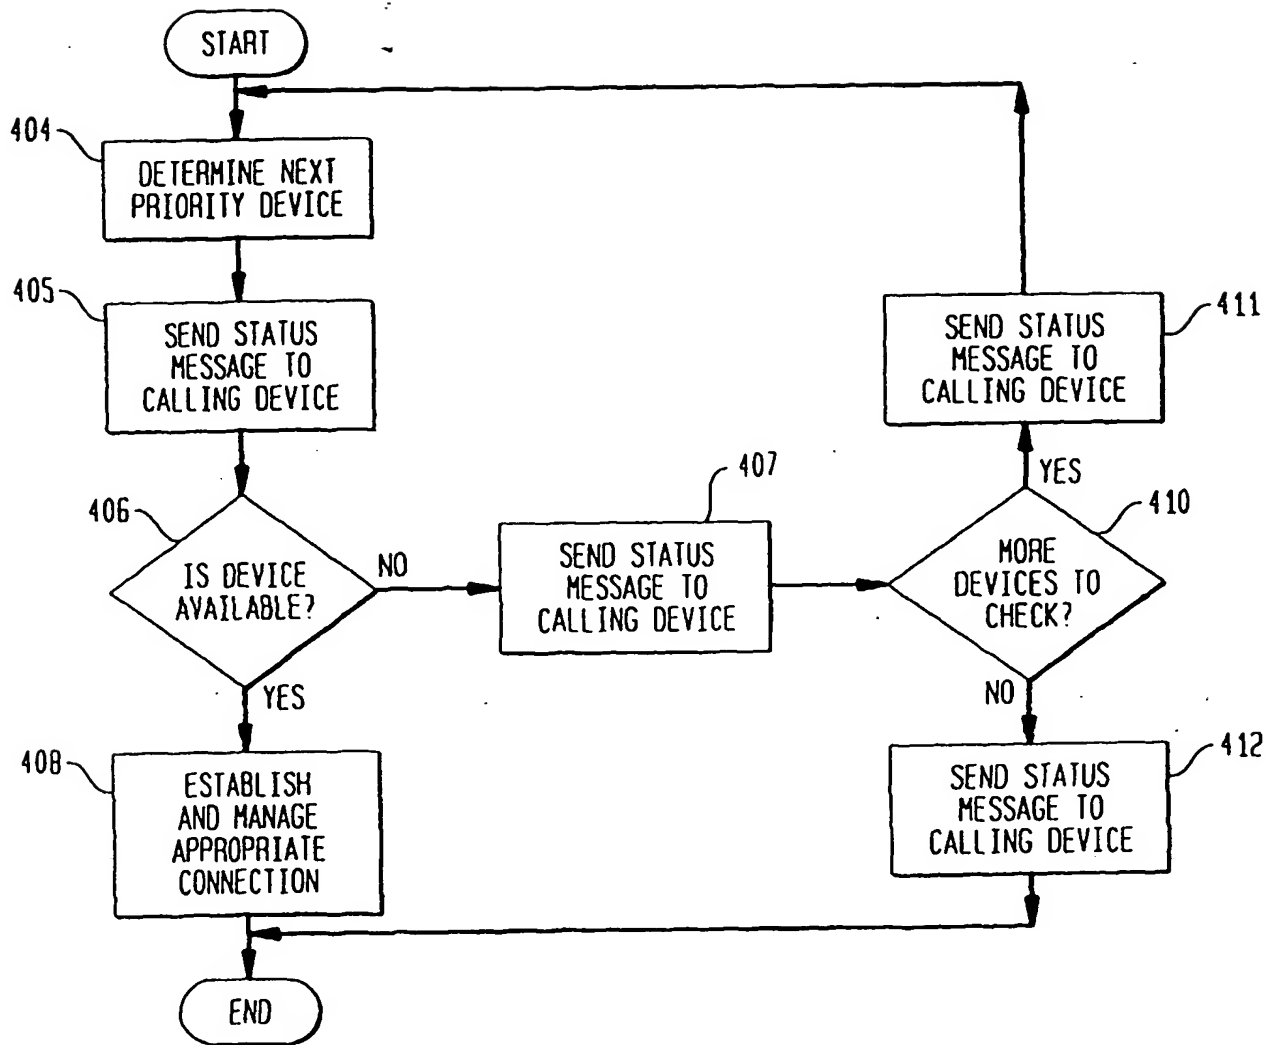 START
404
DETERMINE NEXT
PRIORITY DEVICE
405
SEND STATUS
MESSAGE TO
CALLING DEVICE
411
SEND STATUS
MESSAGE TO
CALLING DEVICE
406
IS DEVICE
AVAILABLE?
NO
YES
407
SEND STATUS
MESSAGE TO
CALLING DEVICE
410
MORE
DEVICES TO
CHECK?
YES
NO
408
ESTABLISH
AND MANAGE
APPROPRIATE
CONNECTION
412
SEND STATUS
MESSAGE TO
CALLING DEVICE
END